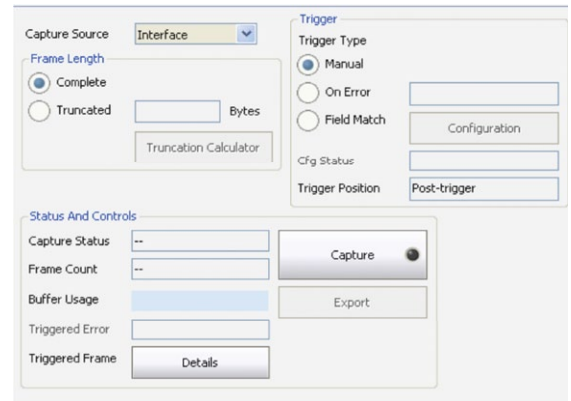 Capture Source Interface
Frame Length
Complete
Truncated Bytes
Truncation Calculator
Trigger
Trigger Type
Manual
On Error
Field Match
Configuration
Cfg Status
Trigger Position Post-trigger
Status And Controls
Capture Status --
Frame Count --
Buffer Usage
Triggered Error
Triggered Frame Details
Capture
Export